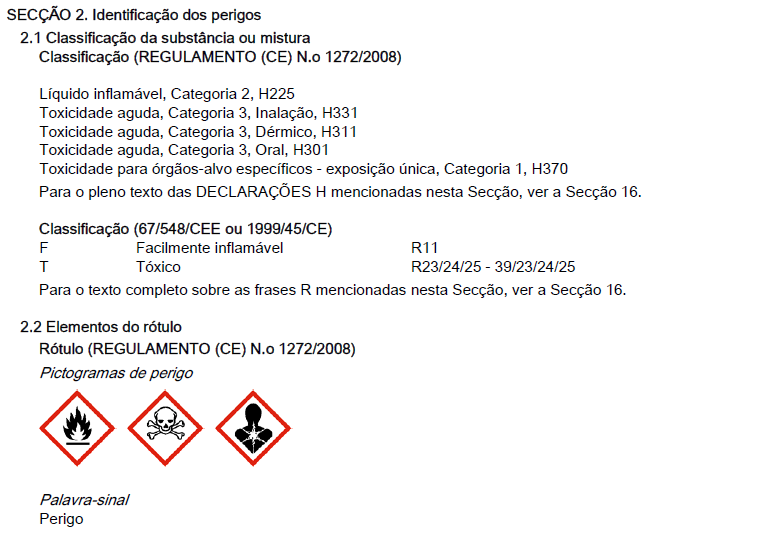 SECÇÃO 2. Identificação dos perigos
2.1 Classificação da substância ou mistura
Classificação (REGULAMENTO (CE) N.o 1272/2008)
Líquido inflamável, Categoria 2, H225
Toxicidade aguda, Categoria 3, Inalação, H331
Toxicidade aguda, Categoria 3, Dérmico, H311
Toxicidade aguda, Categoria 3, Oral, H301
Toxicidade para órgãos-alvo específicos - exposição única, Categoria 1, H370
Para o pleno texto das DECLARAÇÕES H mencionadas nesta Secção, ver a Secção 16.
Classificação (67/548/CEE ou 1999/45/CE)
F Facilmente inflamável R11
T Tóxico R23/24/25 - 39/23/24/25
Para o texto completo sobre as frases R mencionadas nesta Secção, ver a Secção 16.
2.2 Elementos do rótulo
Rótulo (REGULAMENTO (CE) N.o 1272/2008)
Pictogramas de perigo
Palavra-sinal
Perigo